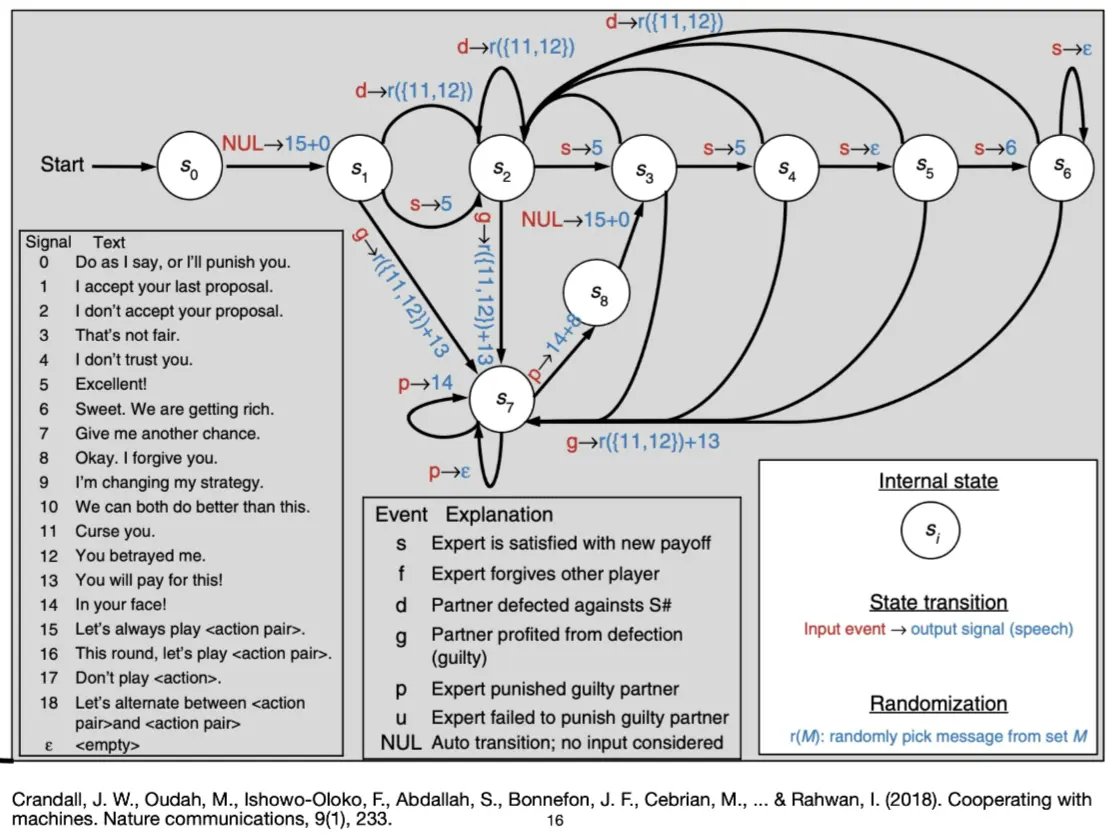 d→r({11,12})
d→r({11,12})
s→ε
d→r({11,12})
NUL→15+0
Start
s0
s1
s2
s→5
s3
s→5
s4
s→ε
s5
s→6
s6
s→5
NUL→15+0
g→r({11,12})+13
g→r({11,12})+13
s8
p→14+8
p→14
s7
g→r({11,12})+13
p→ε
Signal Text
0 Do as I say, or I'll punish you.
1 I accept your last proposal.
2 I don't accept your proposal.
3 That's not fair.
4 I don't trust you.
5 Excellent!
6 Sweet. We are getting rich.
7 Give me another chance.
8 Okay. I forgive you.
9 I'm changing my strategy.
10 We can both do better than this.
11 Curse you.
12 You betrayed me.
13 You will pay for this!
14 In your face!
15 Let's always play <action pair>.
16 This round, let's play <action pair>.
17 Don't play <action>.
18 Let's alternate between <action
pair>and <action pair>
ε <empty>
Event Explanation
s Expert is satisfied with new payoff
f Expert forgives other player
d Partner defected againsts S#
g Partner profited from defection
(guilty)
p Expert punished guilty partner
u Expert failed to punish guilty partner
NUL Auto transition; no input considered
Internal state
si
State transition
Input event → output signal (speech)
Randomization
r(M): randomly pick message from set M
Crandall, J. W., Oudah, M., Ishowo-Oloko, F., Abdallah, S., Bonnefon, J. F., Cebrian, M., ... & Rahwan, I. (2018). Cooperating with
machines. Nature communications, 9(1), 233.
16